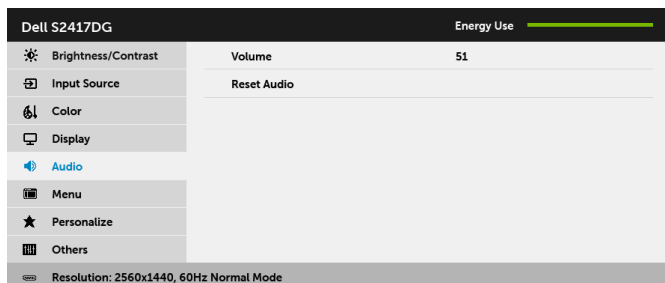 Dell S2417DG Energy Use
Brightness/Contrast Volume 51
Input Source Reset Audio
Color
Display
Audio
Menu
Personalize
Others
Resolution: 2560x1440, 60Hz Normal Mode